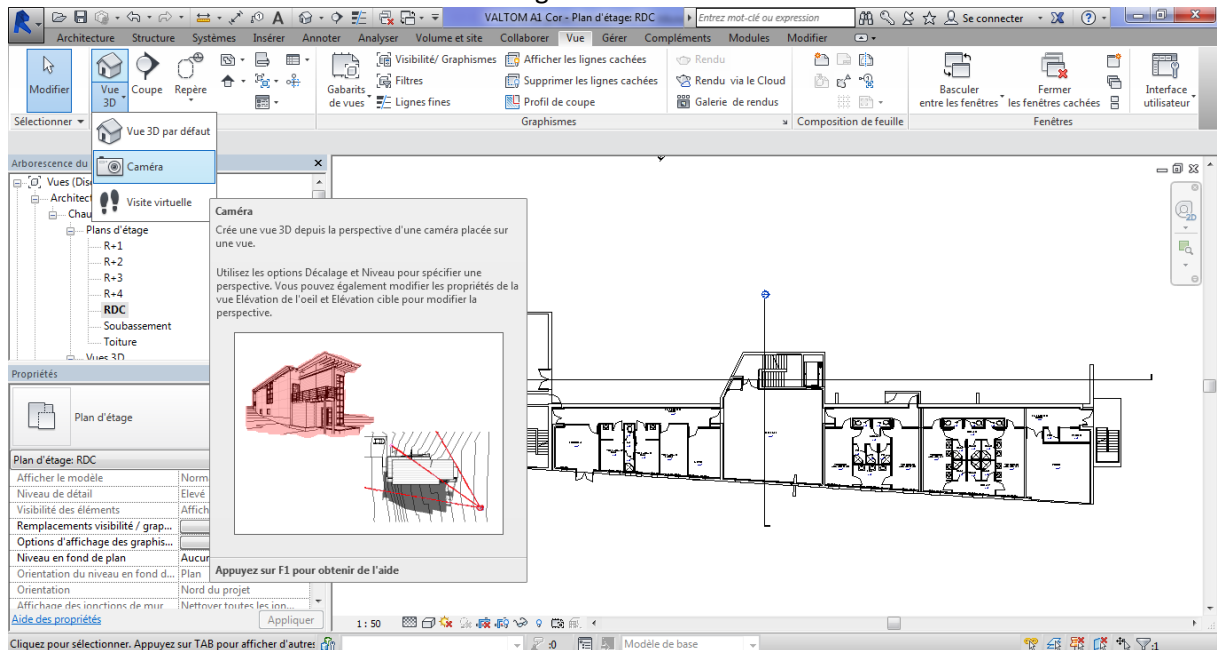 VALTOM A1 Cor - Plan d'étage: RDC
Entrez mot-clé ou expression
Se connecter
Architecture Structure Systèmes Insérer Annoter Analyser Volume et site Collaborer Vue Gérer Compléments Modules Modifier
Modifier
Vue 3D
Coupe
Repère
Gabarits de vues
Visibilité/ Graphismes
Filtres
Lignes fines
Afficher les lignes cachées
Supprimer les lignes cachées
Profil de coupe
Rendu
Rendu via le Cloud
Galerie de rendus
Basculer entre les fenêtres
Fermer les fenêtres cachées
Interface utilisateur
Sélectionner
Graphismes
Composition de feuille
Fenêtres
Vue 3D par défaut
Caméra
Visite virtuelle
Arborescence du
Vues (Dis
Architect
Chau
Plans d'étage
R+1
R+2
R+3
R+4
RDC
Soubassement
Toiture
Vues 3D
Caméra
Crée une vue 3D depuis la perspective d'une caméra placée sur
une vue.
Utilisez les options Décalage et Niveau pour spécifier une
perspective. Vous pouvez également modifier les propriétés de la
vue Elévation de l'oeil et Elévation cible pour modifier la
perspective.
Appuyez sur F1 pour obtenir de l'aide
Propriétés
Plan d'étage
Plan d'étage: RDC
Afficher le modèle Norm
Niveau de détail Elevé
Visibilité des éléments Affich
Remplacements visibilité / grap...
Options d'affichage des graphis...
Niveau en fond de plan Aucun
Orientation du niveau en fond d... Plan
Orientation Nord du projet
Affichage des jonctions de mur Nettoyer toutes les jon...
Aide des propriétés
Appliquer
2D
1 : 50
Cliquez pour sélectionner. Appuyez sur TAB pour afficher d'autres
:0
Modèle de base
:1